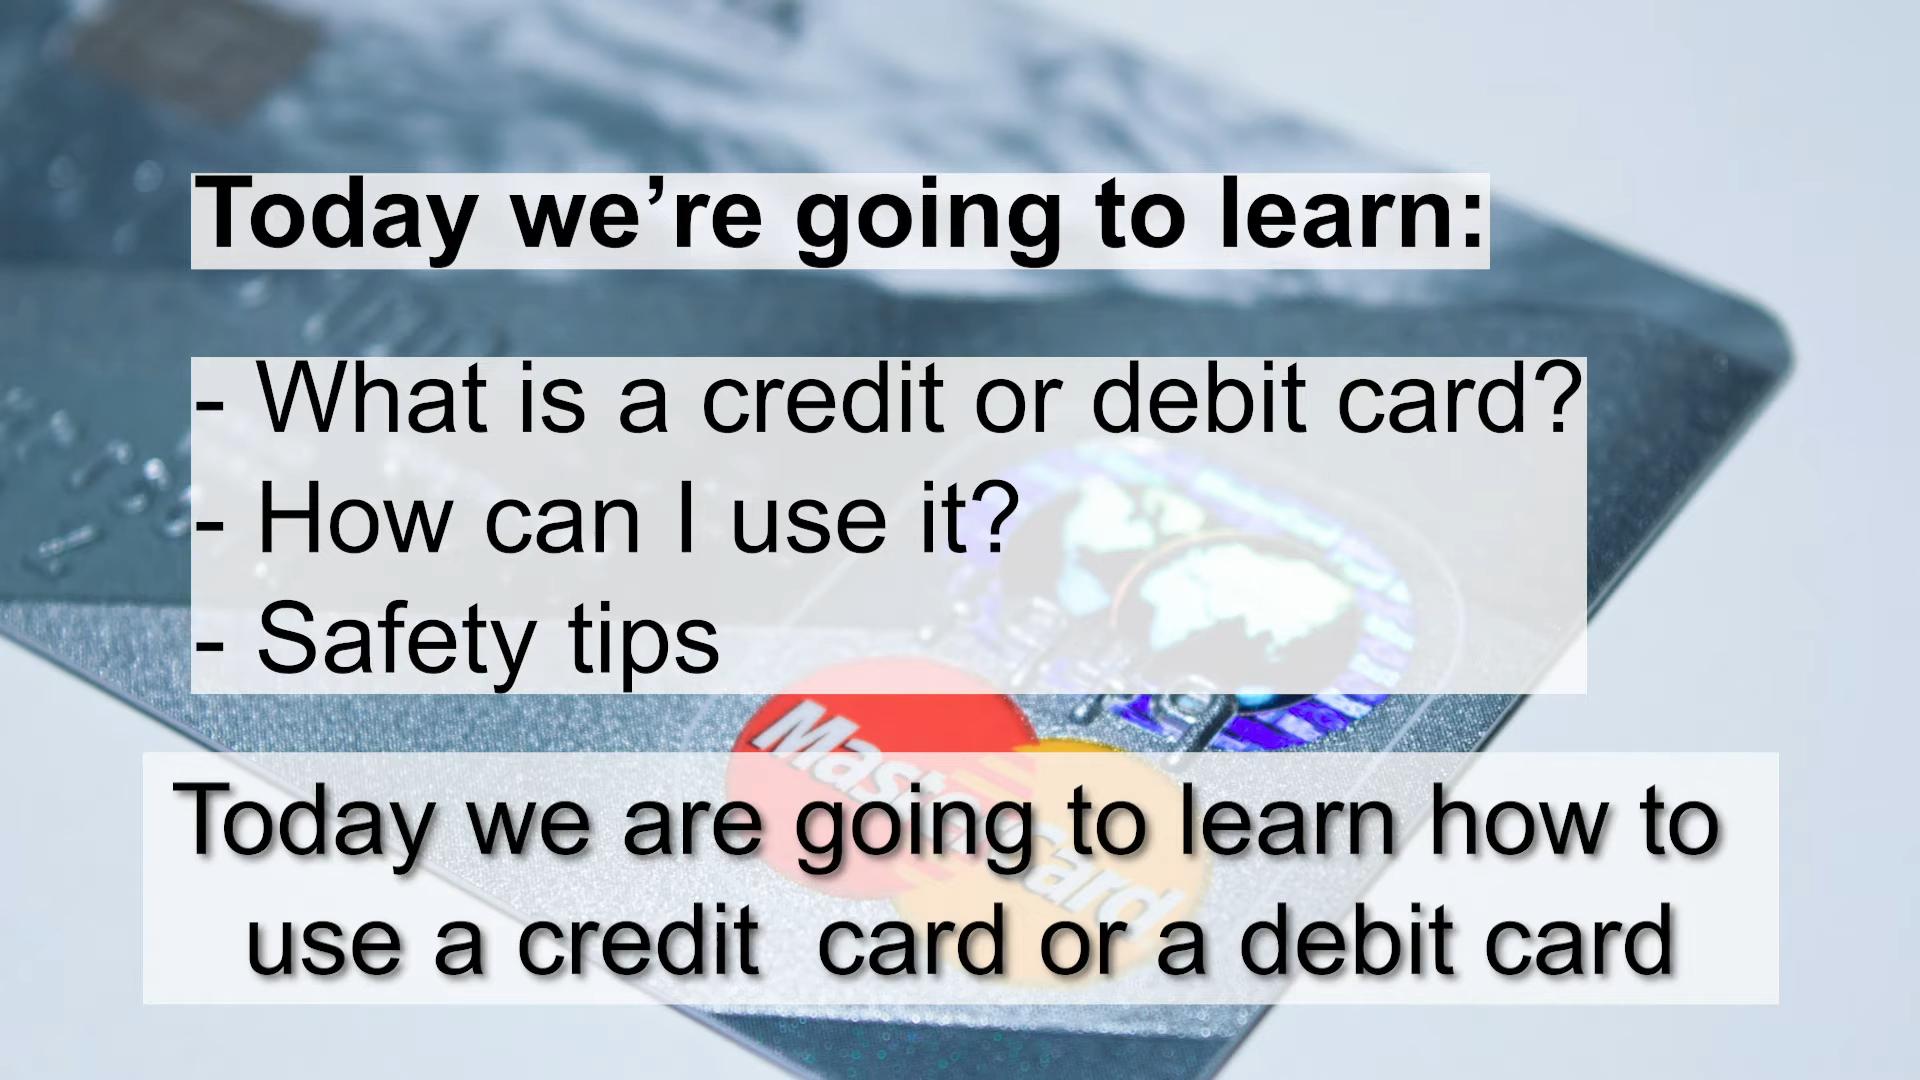 Today we’re going to learn:
- What is a credit or debit card?
- How can I use it?
- Safety tips
MasterCard
Today we are going to learn how to
use a credit  card or a debit card